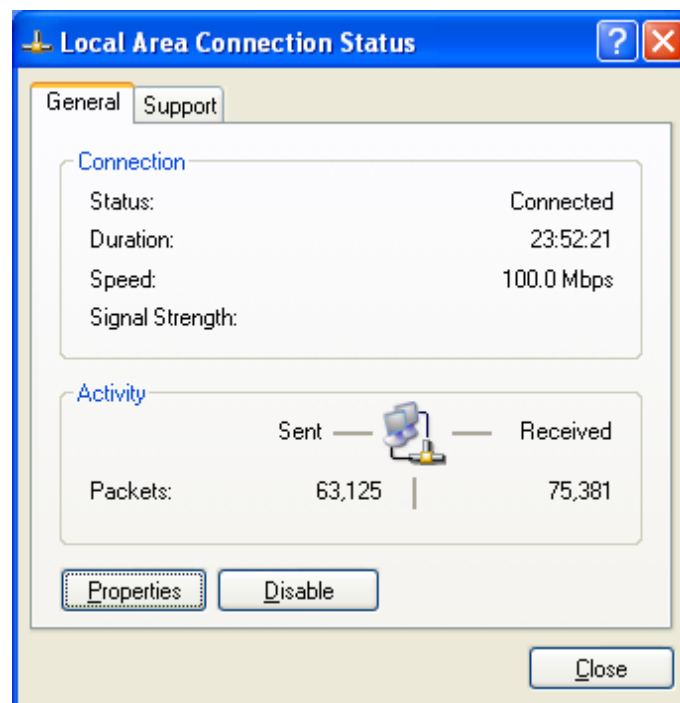 Local Area Connection Status
General Support
Connection
Status: Connected
Duration: 23:52:21
Speed: 100.0 Mbps
Signal Strength:
Activity
Sent Received
Packets: 63,125 75,381
Properties Disable
Close